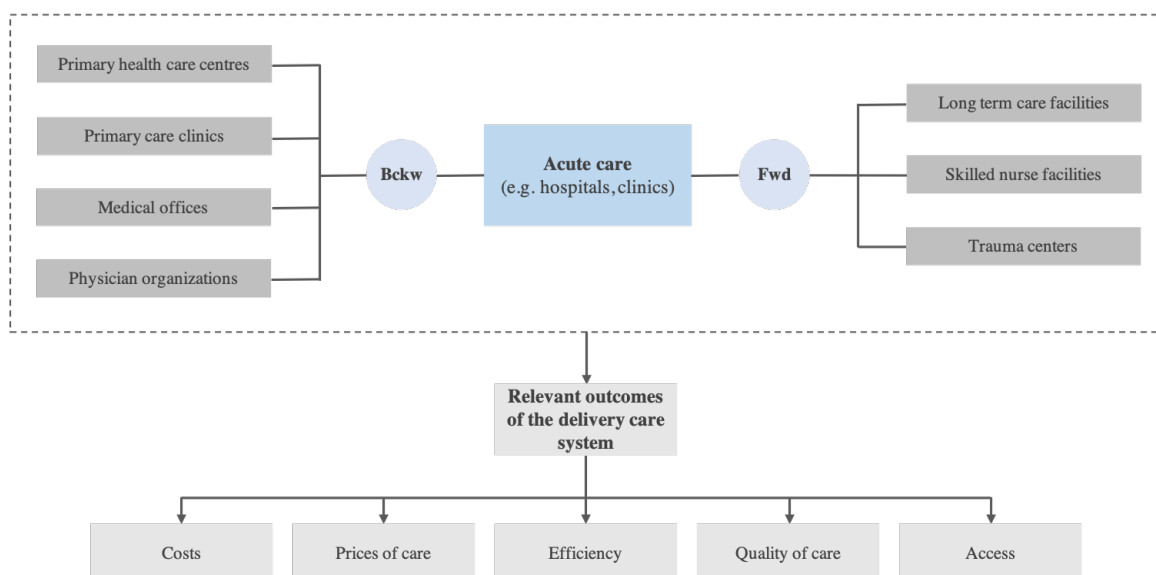 Primary health care centres
Primary care clinics
Medical offices
Physician organizations
Bckw
Acute care
(e.g. hospitals, clinics)
Fwd
Long term care facilities
Skilled nurse facilities
Trauma centers
Relevant outcomes
of the delivery care
system
Costs
Prices of care
Efficiency
Quality of care
Access